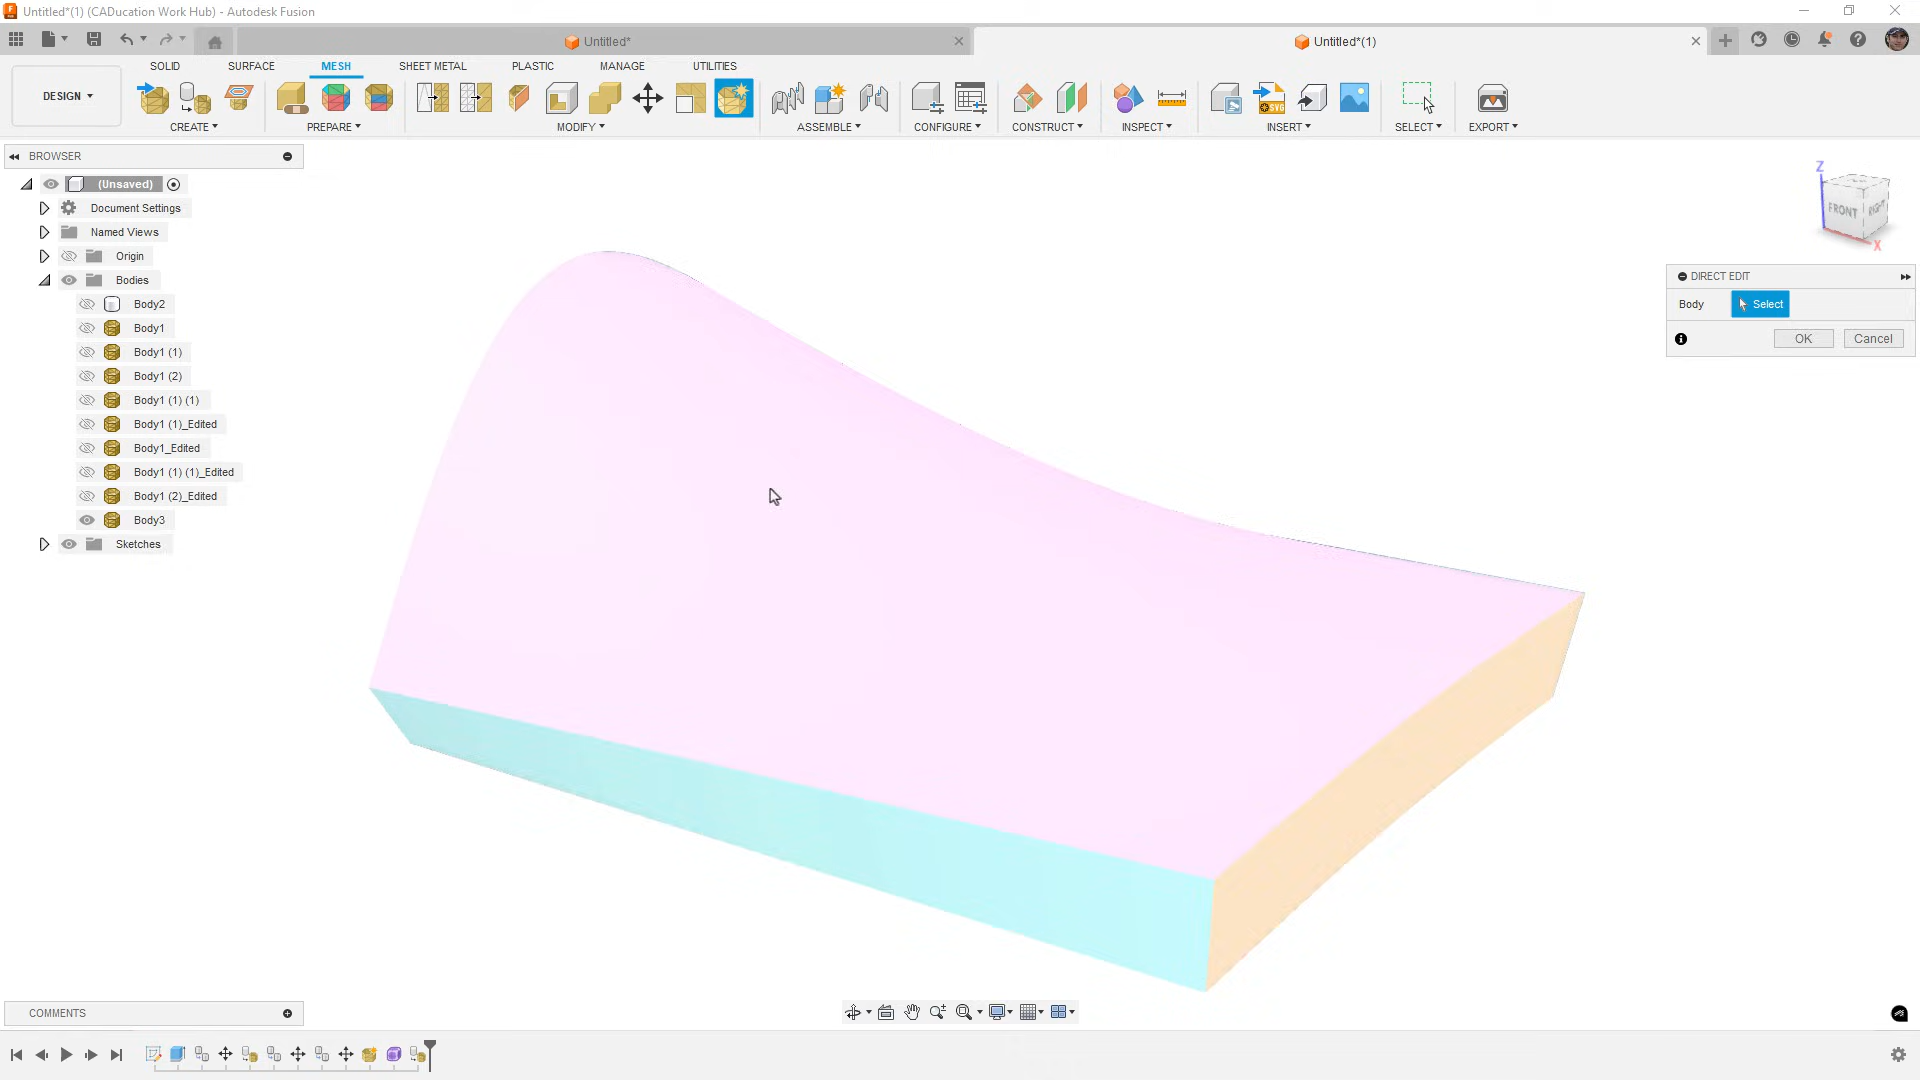 Untitled*(1) (CADucation Work Hub) - Autodesk Fusion
Untitled*
Untitled*(1)
SOLID SURFACE MESH SHEET METAL PLASTIC MANAGE UTILITIES
DESIGN
CREATE PREPARE MODIFY ASSEMBLE CONFIGURE CONSTRUCT INSPECT INSERT SELECT EXPORT
BROWSER
(Unsaved)
Document Settings
Named Views
Origin
Bodies
Body2
Body1
Body1 (1)
Body1 (2)
Body1 (1) (1)
Body1 (1)_Edited
Body1_Edited
Body1 (1) (1)_Edited
Body1 (2)_Edited
Body3
Sketches
Z
FRONT RIGHT
X
DIRECT EDIT
Body Select
OK Cancel
COMMENTS